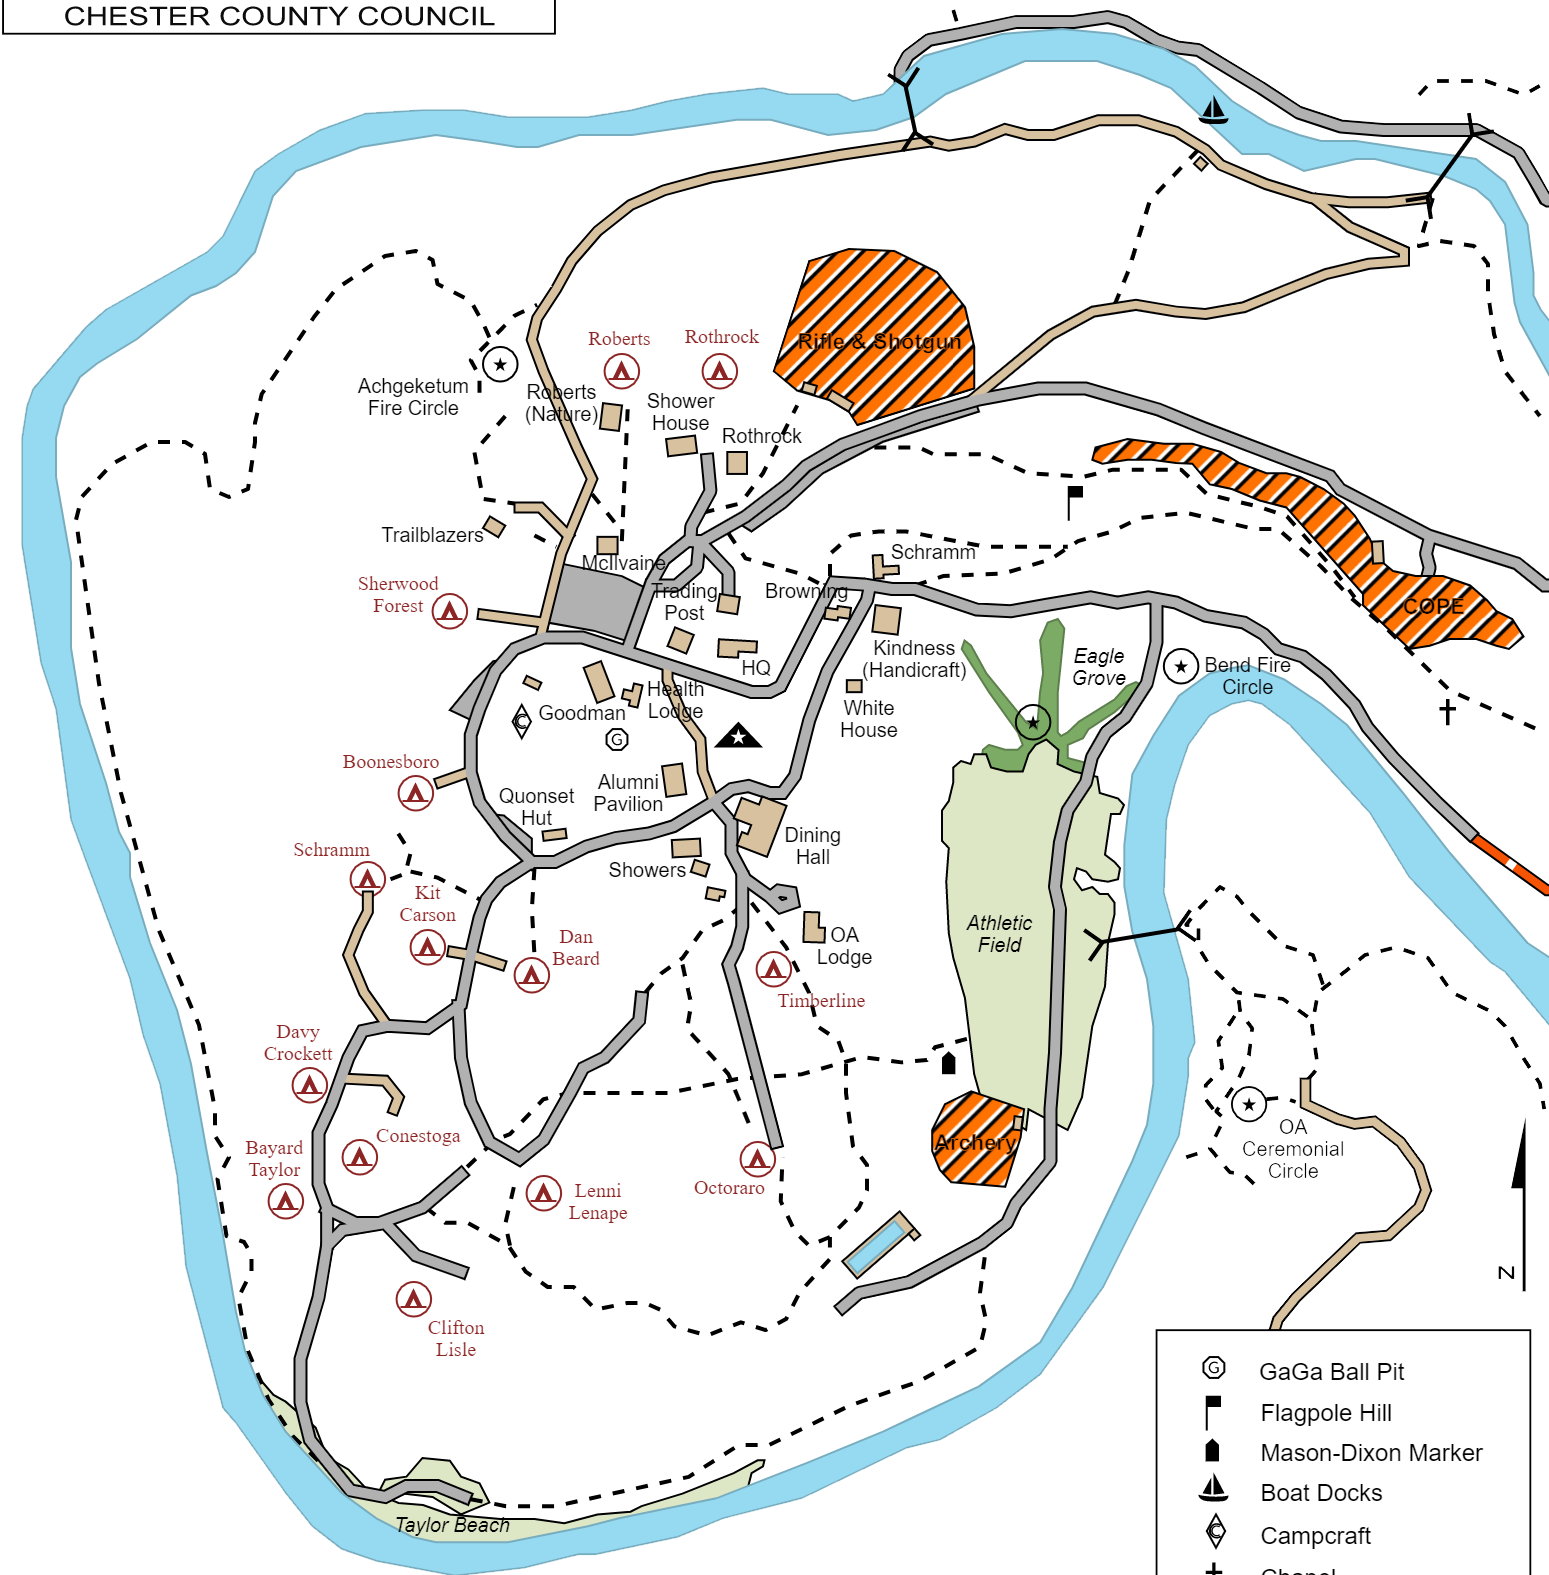 CHESTER COUNTY COUNCIL
Roberts
Rothrock
Rifle & Shotgun
Achgeketum
Fire Circle
Roberts
(Nature)
Shower
House
Rothrock
Trailblazers
McIlvaine
Schramm
Sherwood
Forest
Trading
Post
Browning
COPE
HQ
Kindness
(Handicraft)
Eagle
Grove
Bend Fire
Circle
Health
Lodge
Goodman
C
G
White
House
Boonesboro
Alumni
Pavilion
Quonset
Hut
Dining
Hall
Schramm
Showers
Kit
Carson
Dan
Beard
OA
Lodge
Athletic
Field
Timberline
Davy
Crockett
Conestoga
Archery
OA
Ceremonial
Circle
Bayard
Taylor
Octoraro
Lenni
Lenape
N
Clifton
Lisle
G
GaGa Ball Pit
Flagpole Hill
Mason-Dixon Marker
Boat Docks
C
Campcraft
Taylor Beach
Chapel